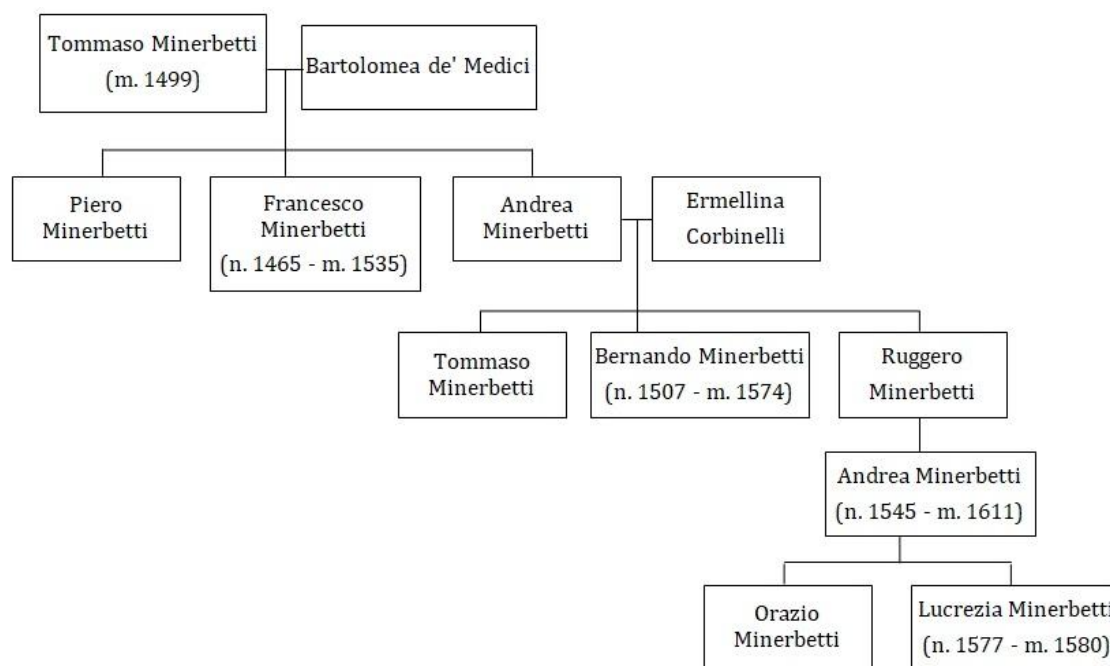 Tommaso Minerbetti
(m. 1499)
Bartolomea de' Medici
Piero
Minerbetti
Francesco
Minerbetti
(n. 1465 - m. 1535)
Andrea
Minerbetti
Ermellina
Corbinelli
Tommaso
Minerbetti
Bernando Minerbetti
(n. 1507 - m. 1574)
Ruggero
Minerbetti
Andrea Minerbetti
(n. 1545 - m. 1611)
Orazio
Minerbetti
Lucrezia Minerbetti
(n. 1577 - m. 1580)